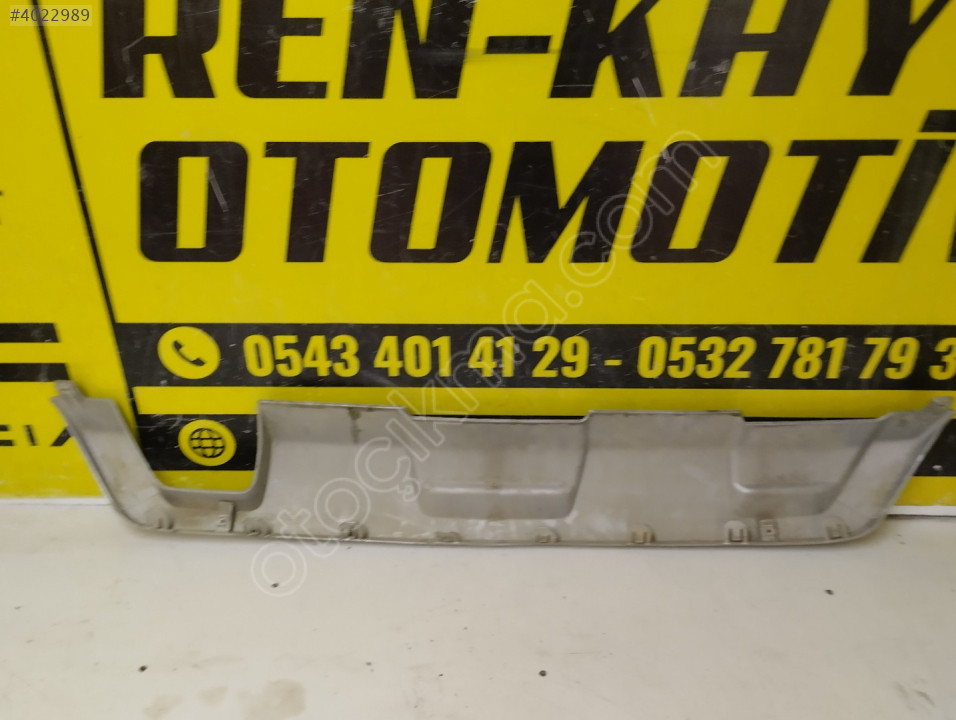 #4022989
REN-KAY
OTOMOTİ
0543 401 41 29 - 0532 781 79 3
otoçıkma.com